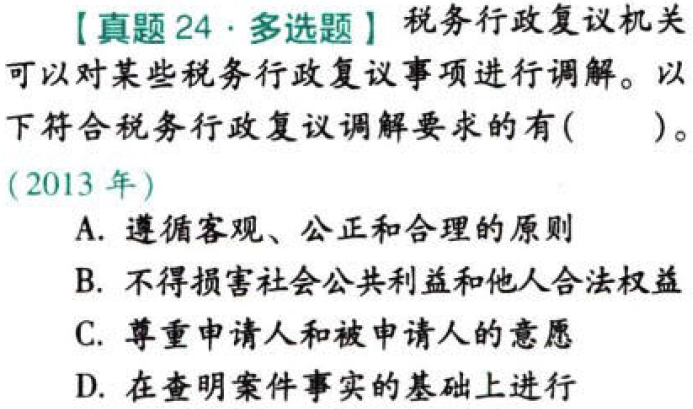 【真题24·多选题】 税务行政复议机关
可以对某些税务行政复议事项进行调解。以
下符合税务行政复议调解要求的有(  )。
(2013 年)
A. 遵循客观、公正和合理的原则
B. 不得损害社会公共利益和他人合法权益
C. 尊重申请人和被申请人的意愿
D. 在查明案件事实的基础上进行